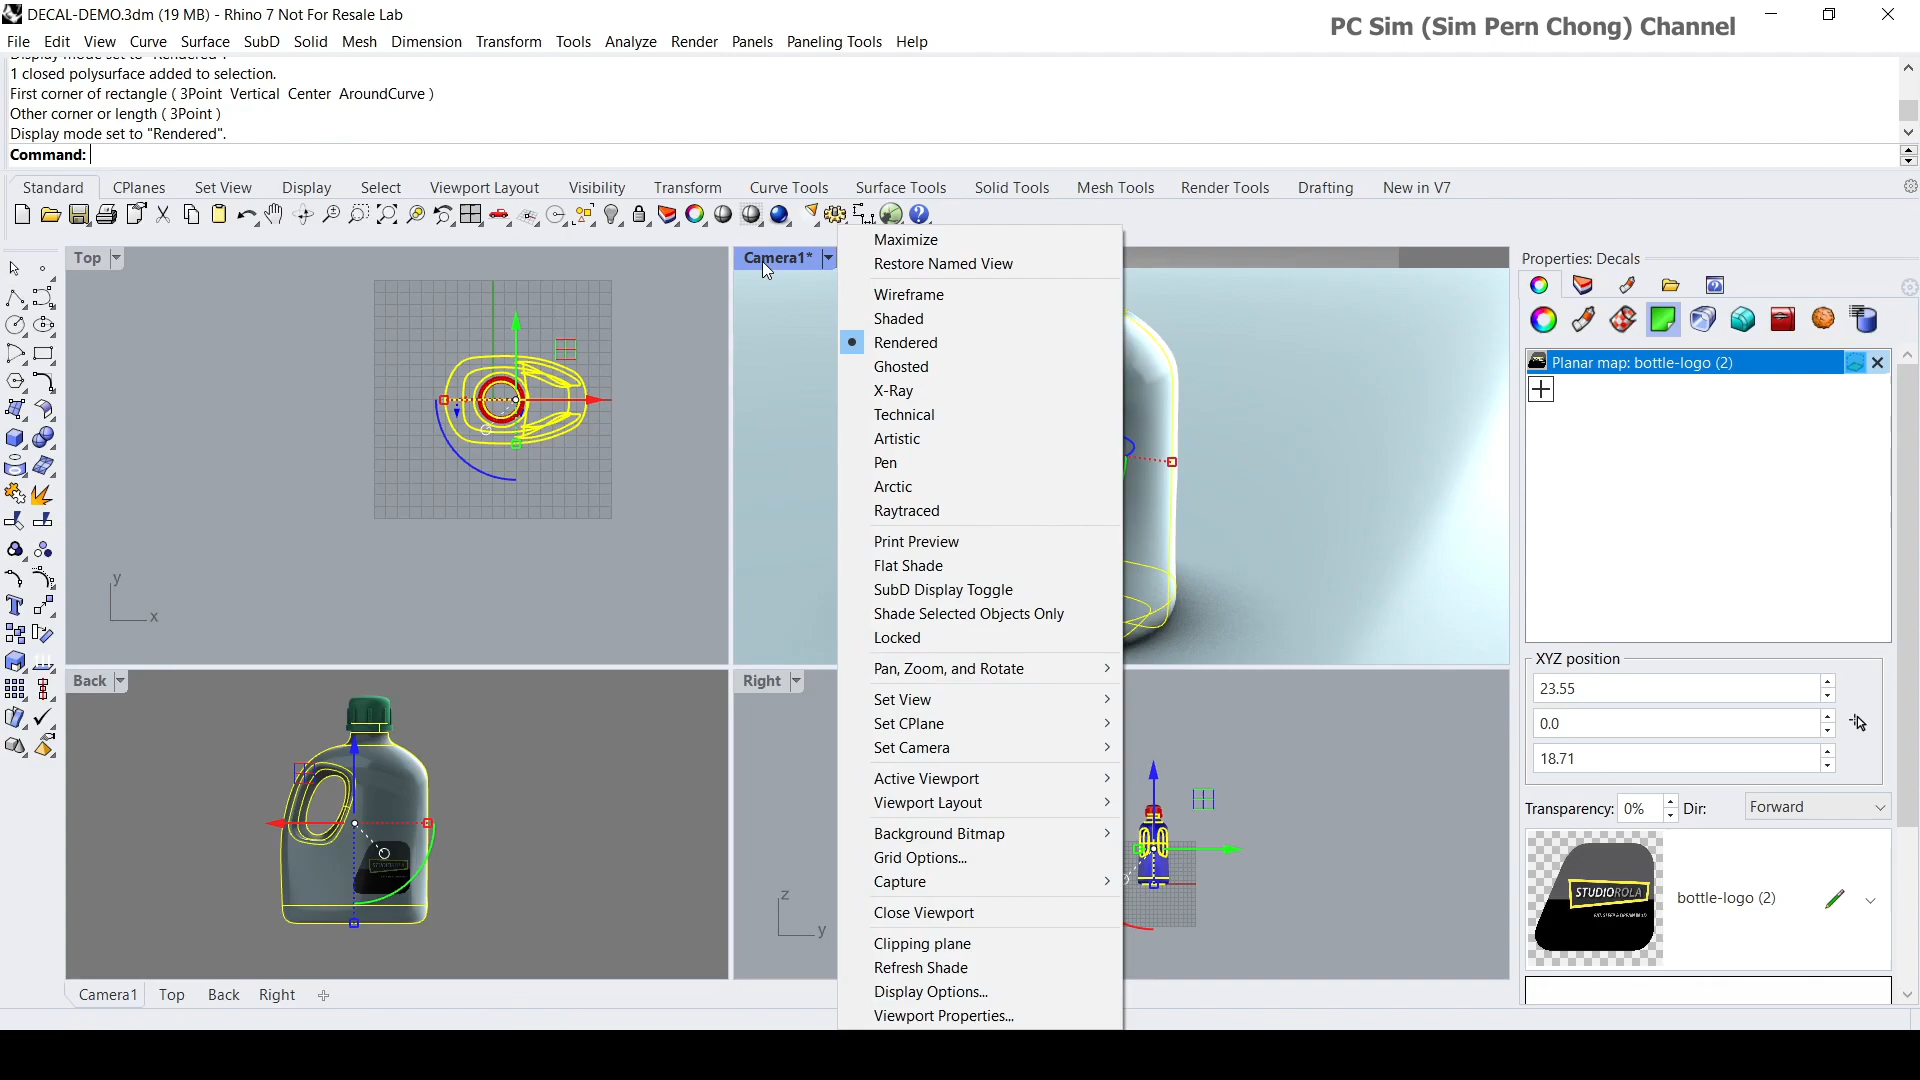 DECAL-DEMO.3dm (19 MB) - Rhino 7 Not For Resale Lab
PC Sim (Sim Pern Chong) Channel
File Edit View Curve Surface SubD Solid Mesh Dimension Transform Tools Analyze Render Panels Paneling Tools Help
Display mode set to "Rendered".
1 closed polysurface added to selection.
First corner of rectangle ( 3Point Vertical Center AroundCurve )
Other corner or length ( 3Point )
Display mode set to "Rendered".
Command:
Standard CPlanes Set View Display Select Viewport Layout Visibility Transform Curve Tools Surface Tools Solid Tools Mesh Tools Render Tools Drafting New in V7
Top
Camera1*
Maximize
Restore Named View
Wireframe
Shaded
Rendered
Ghosted
X-Ray
Technical
Artistic
Pen
Arctic
Raytraced
Print Preview
Flat Shade
SubD Display Toggle
Shade Selected Objects Only
Locked
Pan, Zoom, and Rotate
Set View
Set CPlane
Set Camera
Active Viewport
Viewport Layout
Background Bitmap
Grid Options...
Capture
Close Viewport
Clipping plane
Refresh Shade
Display Options...
Viewport Properties...
y
x
Back
STUDIOROLA
Right
z
y
Properties: Decals
Planar map: bottle-logo (2)
XYZ position
23.55
0.0
18.71
Transparency: 0% Dir: Forward
STUDIOROLA
bottle-logo (2)
Camera1 Top Back Right